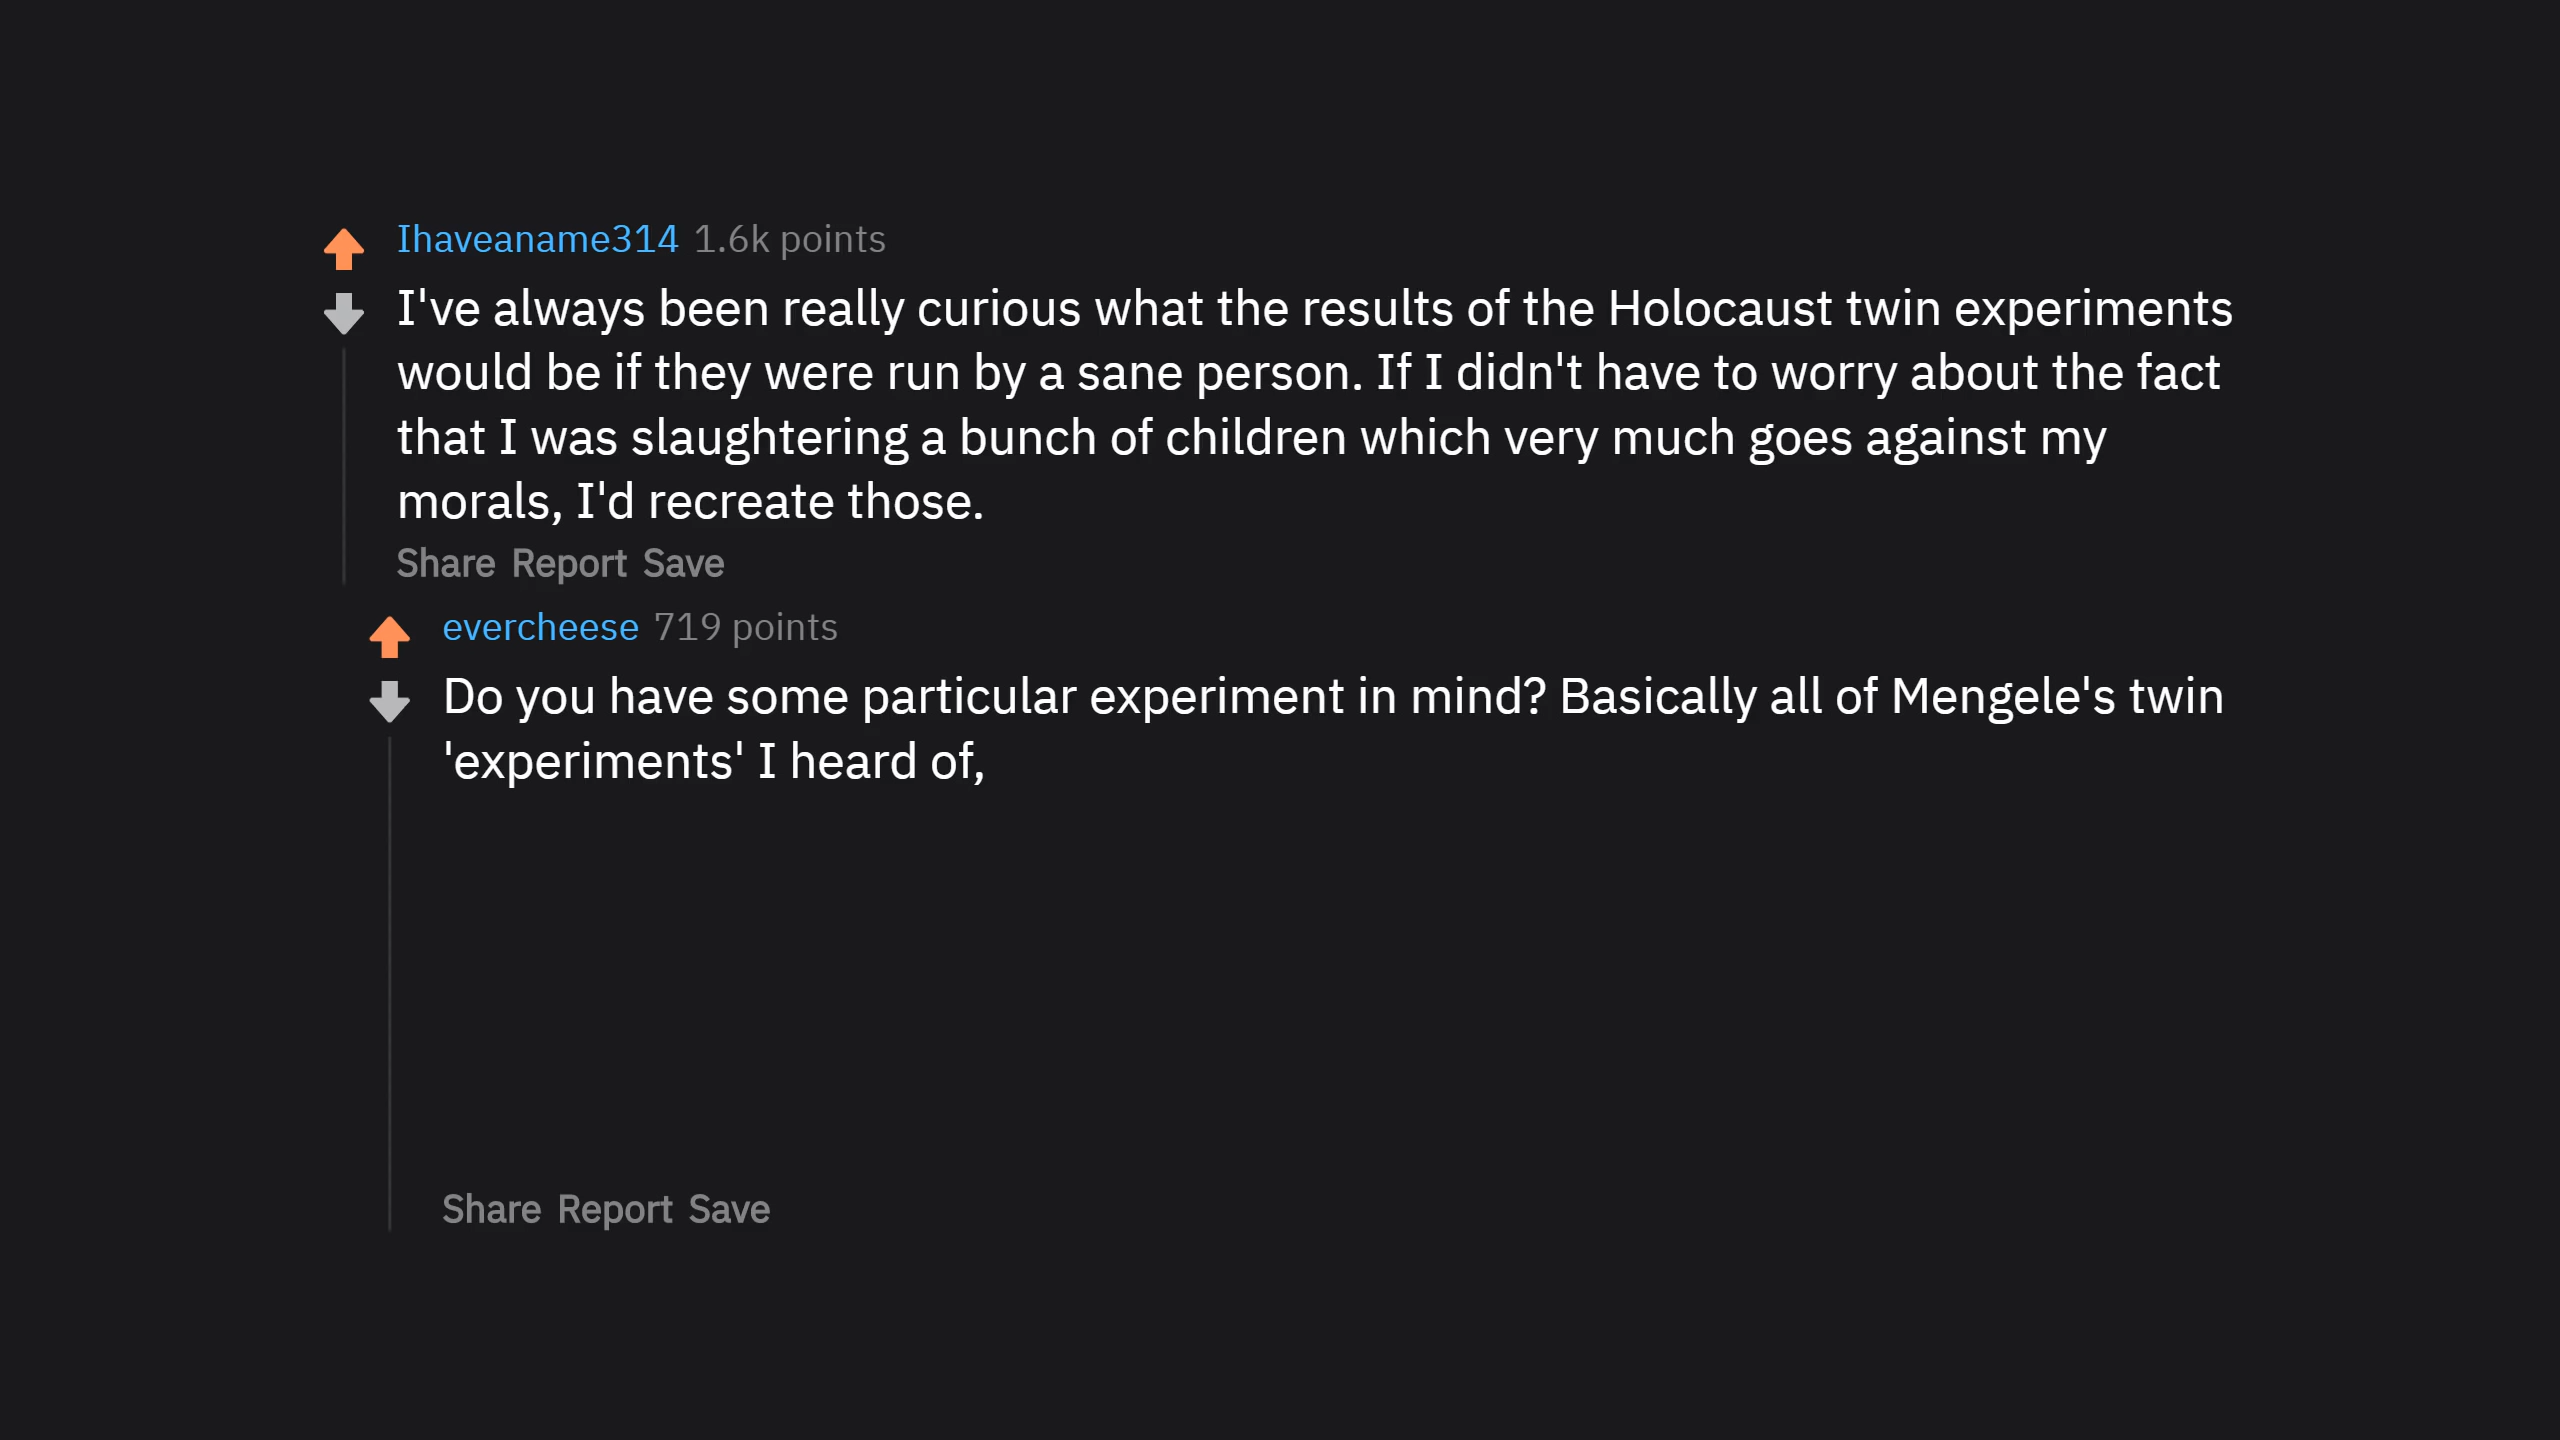 Ihaveaname314 1.6k points
I've always been really curious what the results of the Holocaust twin experiments
would be if they were run by a sane person. If I didn't have to worry about the fact
that I was slaughtering a bunch of children which very much goes against my
morals, I'd recreate those.
Share Report Save
evercheese 719 points
Do you have some particular experiment in mind? Basically all of Mengele's twin
'experiments' I heard of,
Share Report Save